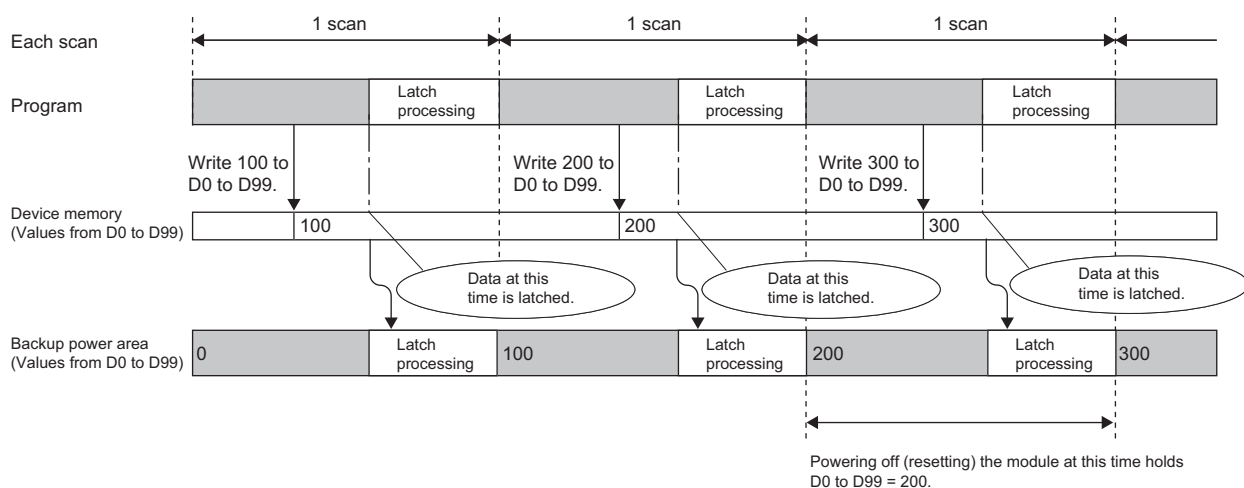 1 scan 1 scan 1 scan
Each scan
Program
Latch processing Latch processing Latch processing
Write 100 to D0 to D99.
Write 200 to D0 to D99.
Write 300 to D0 to D99.
Device memory
(Values from D0 to D99)
100 200 300
Data at this time is latched.
Data at this time is latched.
Data at this time is latched.
Backup power area
(Values from D0 to D99)
0 Latch processing 100 Latch processing 200 Latch processing 300
Powering off (resetting) the module at this time holds
D0 to D99 = 200.